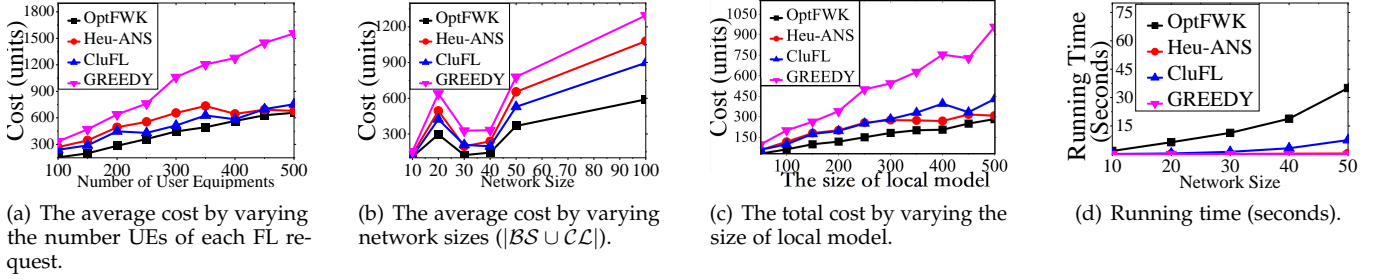 Cost (units)
1800
1500
1200
900
600
300
100
200
300
400
500
Number of User Equipments
OptFWK
Heu-ANS
CluFL
GREEDY
Cost (units)
1200
900
600
300
10
20
30
40
50
100
Network Size
OptFWK
Heu-ANS
CluFL
GREEDY
Cost (units)
1050
900
750
600
450
300
150
100
200
300
400
500
The size of local model
OptFWK
Heu-ANS
CluFL
GREEDY
Running Time
(Seconds)
75
60
45
30
15
10
20
30
40
50
Network Size
OptFWK
Heu-ANS
CluFL
GREEDY
(a) The average cost by varying
the number UEs of each FL re-
quest.
(b) The average cost by varying
network sizes (|ℬ𝒮 ∪ 𝒞ℒ|).
(c) The total cost by varying the
size of local model.
(d) Running time (seconds).